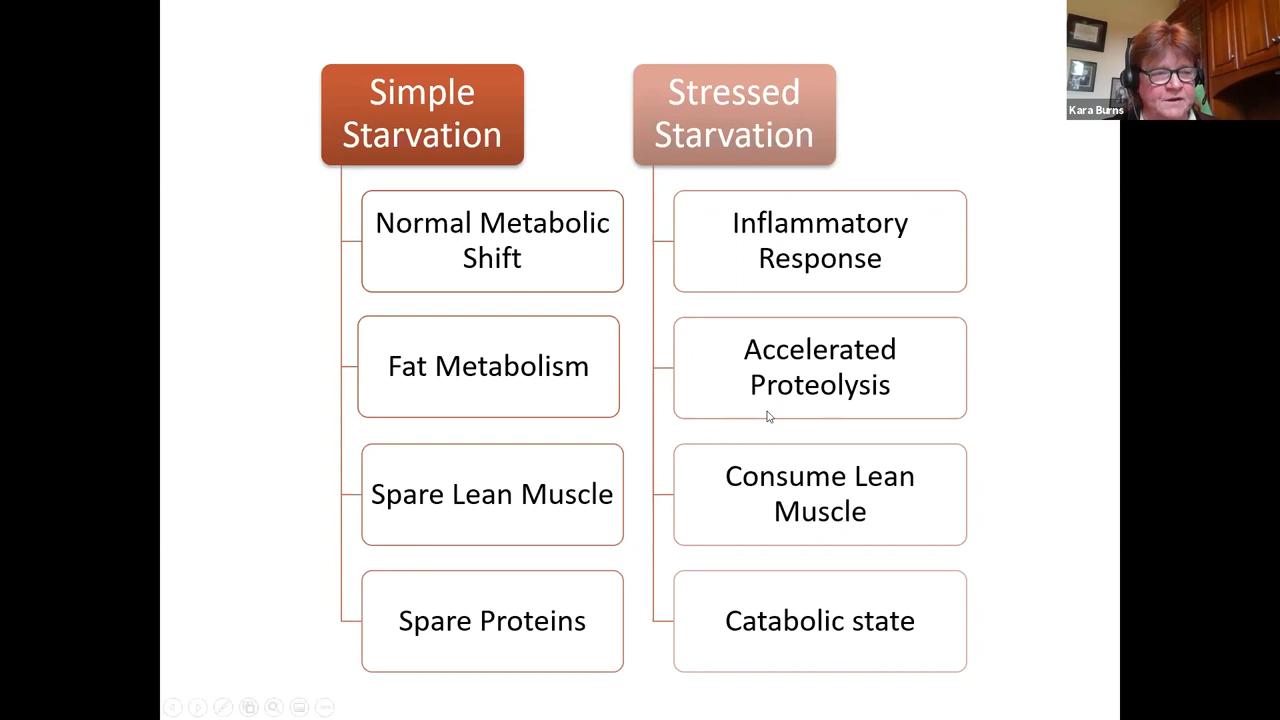 Simple
Starvation
Normal Metabolic
Shift
Fat Metabolism
Spare Lean Muscle
Spare Proteins
Stressed
Starvation
Inflammatory
Response
Accelerated
Proteolysis
Consume Lean
Muscle
Catabolic state
Kara Burns